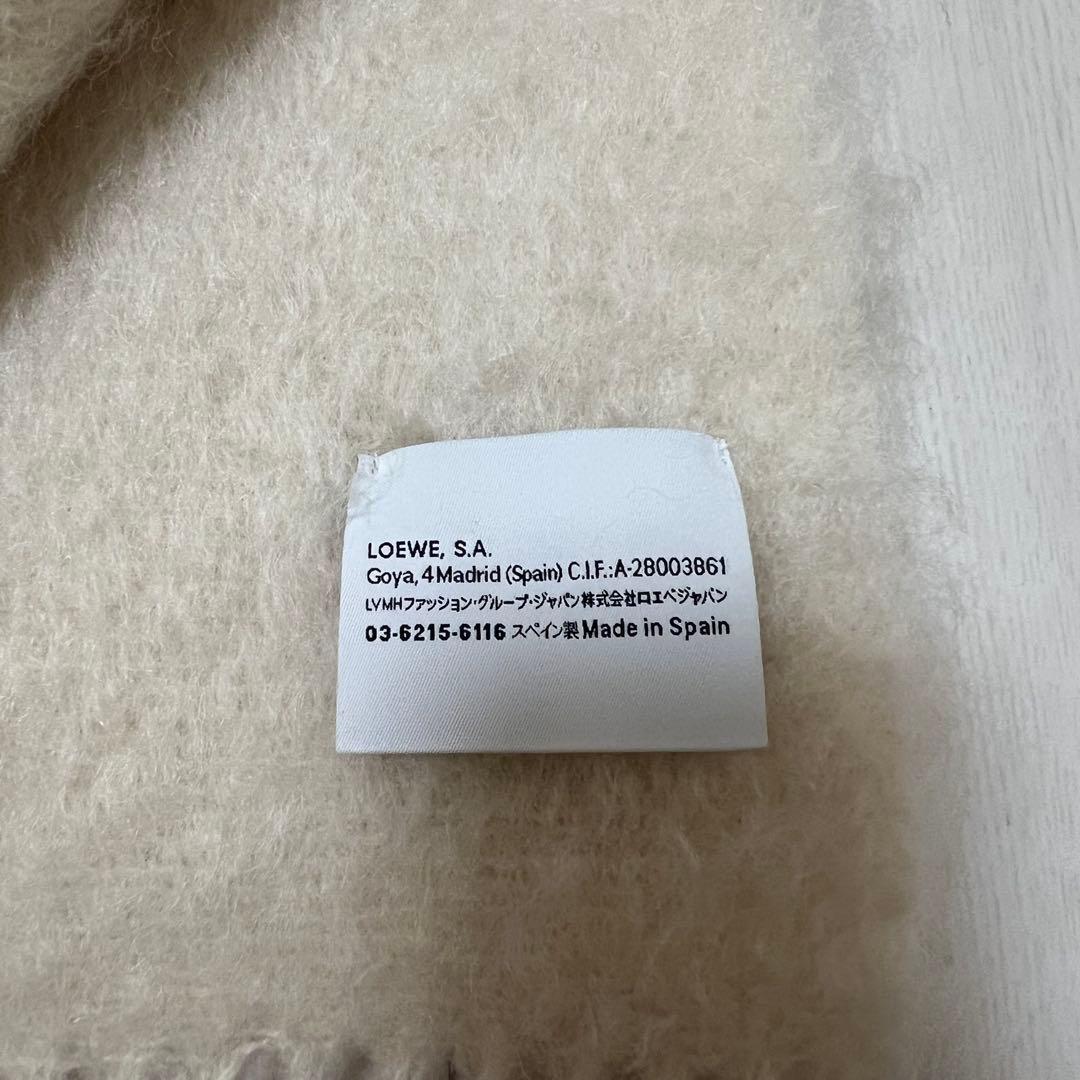 LOEWE, S.A.
Goya, 4 Madrid (Spain) C.I.F.:A-28003861
LVMHファッション・グループ・ジャパン株式会社ロエベジャパン
03-6215-6116 スペイン製 Made in Spain